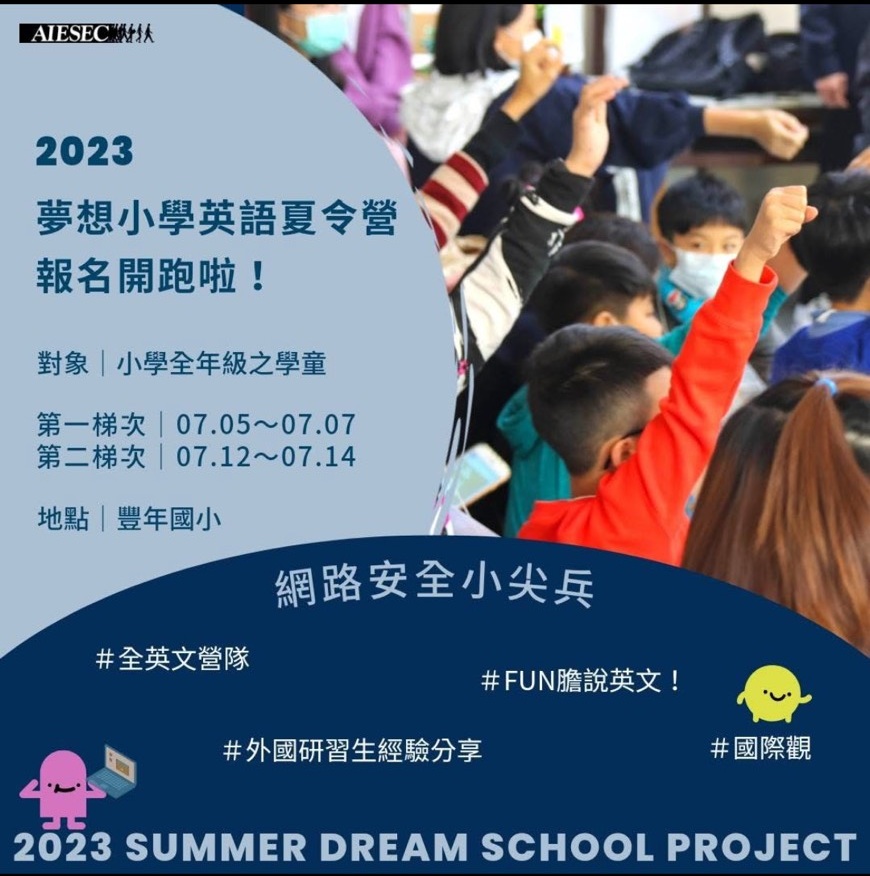 AIESEC
2023
夢想小學英語夏令營
報名開跑啦！
對象｜小學全年級之學童
第一梯次｜07.05～07.07
第二梯次｜07.12～07.14
地點｜豐年國小
網路安全小尖兵
＃全英文營隊
＃FUN膽說英文！
＃外國研習生經驗分享
＃國際觀
2023 SUMMER DREAM SCHOOL PROJECT